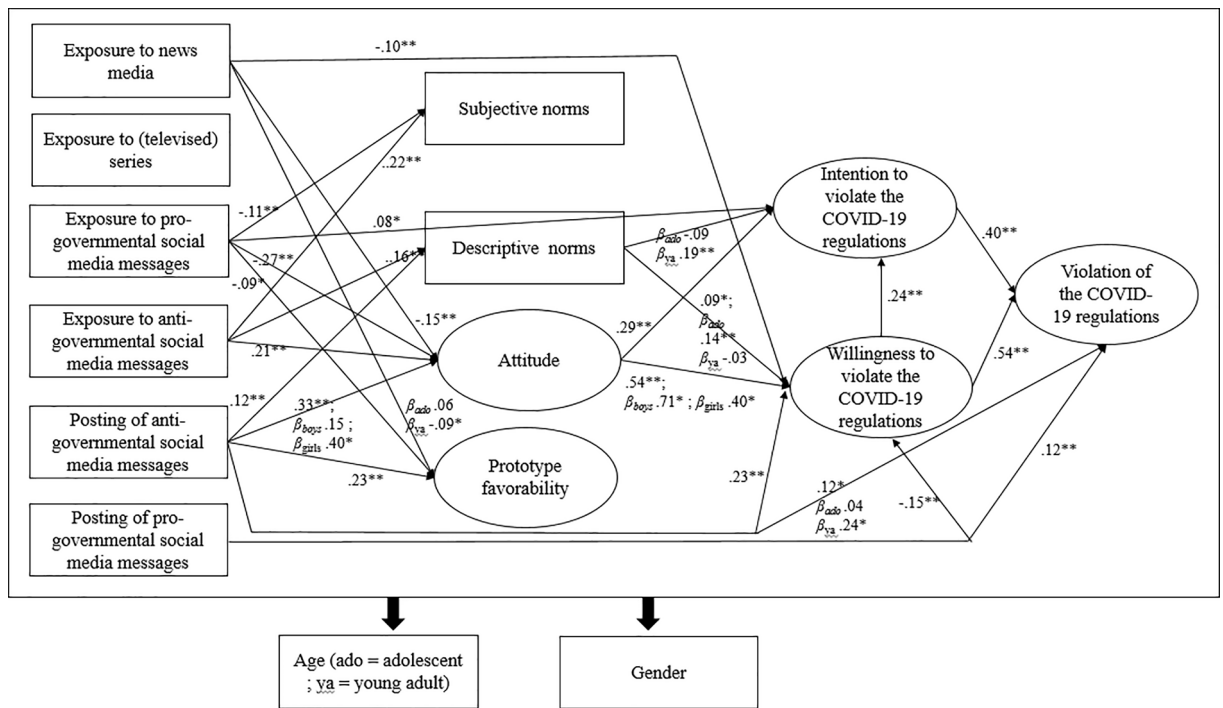 Exposure to news
media
Exposure to (televised)
series
Exposure to pro-
governmental social
media messages
Exposure to anti-
governmental social
media messages
Posting of anti-
governmental social
media messages
Posting of pro-
governmental social
media messages
-.10**
Subjective norms
..22**
-.11**
.08*
Descriptive norms
-.27**
..16*
-.09*
-.15**
.21**
Attitude
.12**
.33**;
βboys .15 ;
βgirls .40*
βado .06
βya -.09*
.23**
Prototype
favorability
βado -.09
βya .19**
.09*;
βado
.14**
βya -.03
.29**
.54**;
βboys .71* ; βgirls .40*
Intention to
violate the
COVID-19
regulations
.40**
.24**
Willingness to
violate the
COVID-19
regulations
.54**
Violation of
the COVID-
19 regulations
.23**
.12*
βado .04
βya .24*
-.15**
.12**
Age (ado = adolescent
; ya = young adult)
Gender